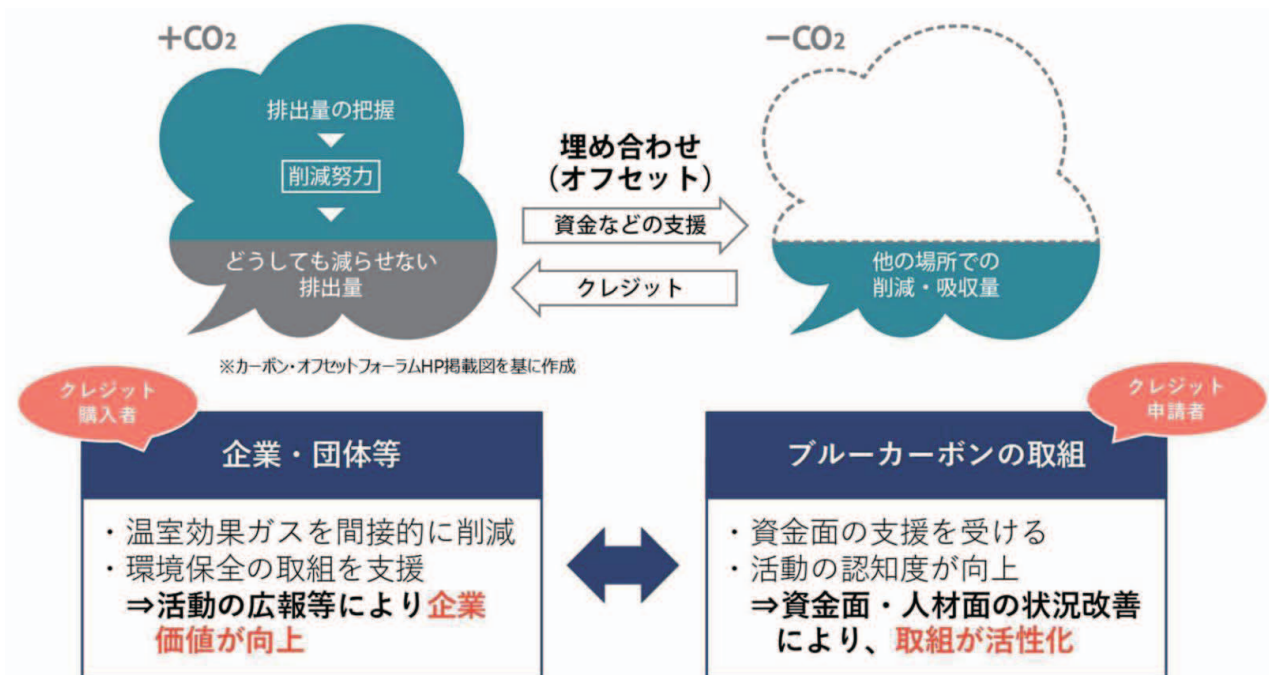 +CO₂
排出量の把握
削減努力
どうしても減らせない
排出量
埋め合わせ
(オフセット)
資金などの支援
クレジット
−CO₂
他の場所での
削減・吸収量
※カーボン・オフセットフォーラムHP掲載図を基に作成
クレジット
購入者
企業・団体等
・温室効果ガスを間接的に削減
・環境保全の取組を支援
⇒活動の広報等により企業
価値が向上
クレジット
申請者
ブルーカーボンの取組
・資金面の支援を受ける
・活動の認知度が向上
⇒資金面・人材面の状況改善
により、取組が活性化